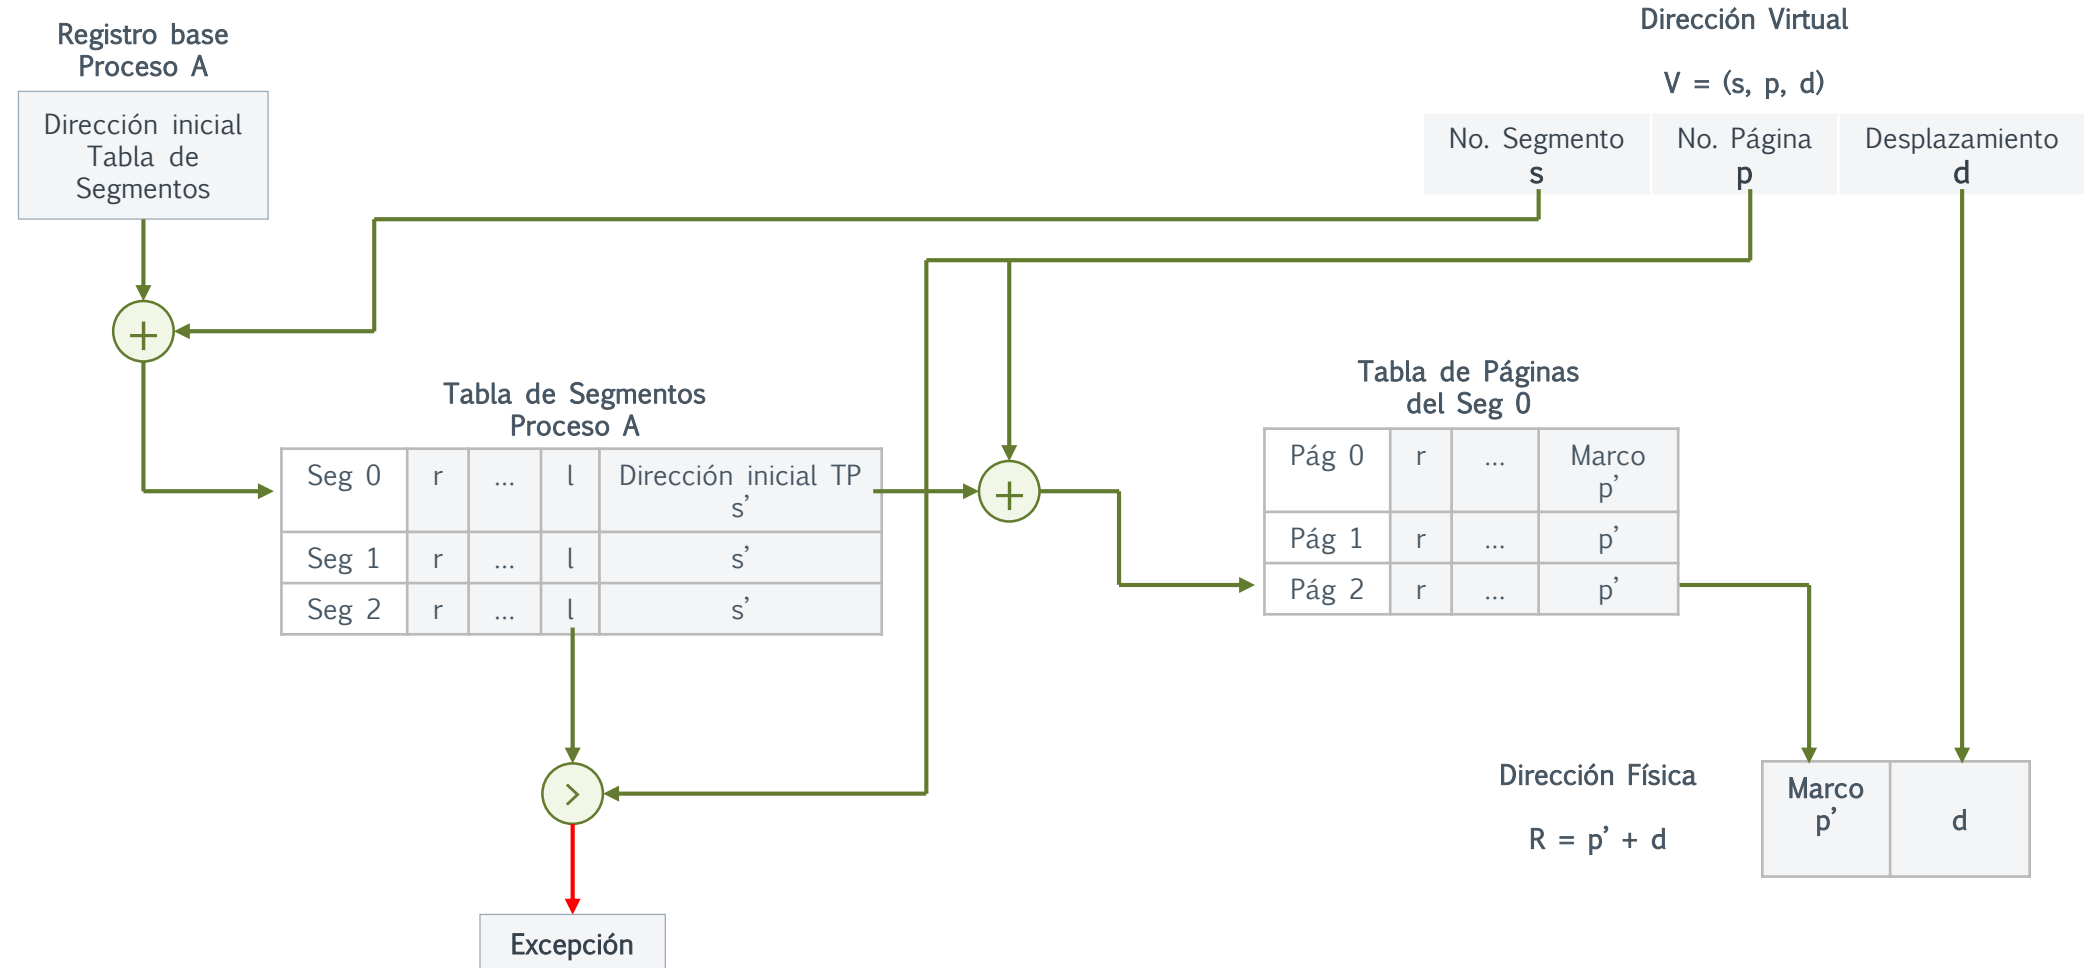 Registro base
Proceso A
Dirección inicial
Tabla de
Segmentos
Dirección Virtual
V = (s, p, d)
No. Segmento
s
No. Página
p
Desplazamiento
d
+
Tabla de Segmentos
Proceso A
Seg 0 r ... l Dirección inicial TP
s’
Seg 1 r ... l s’
Seg 2 r ... l s’
+
Tabla de Páginas
del Seg 0
Pág 0 r ... Marco
p’
Pág 1 r ... p’
Pág 2 r ... p’
>
Excepción
Dirección Física
R = p’ + d
Marco
p’
d